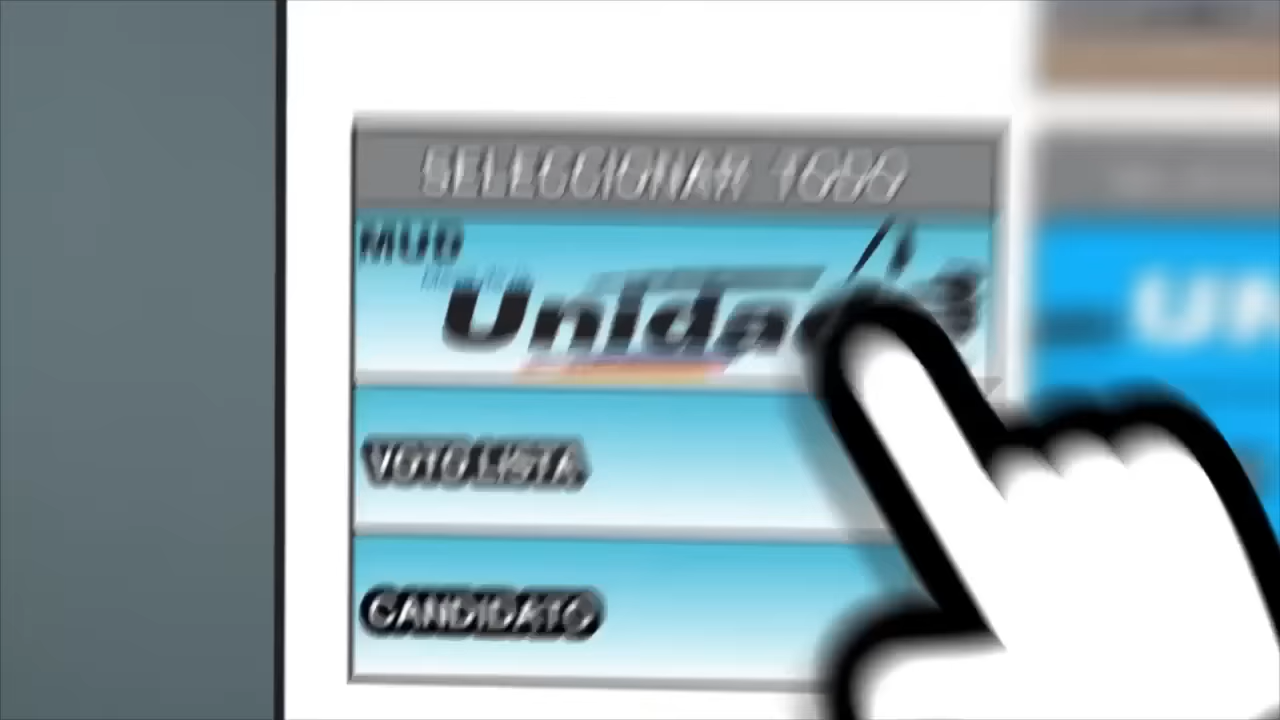 SELECCIONAR TODO
MUD
Unidad
VOTO LISTA
CANDIDATO